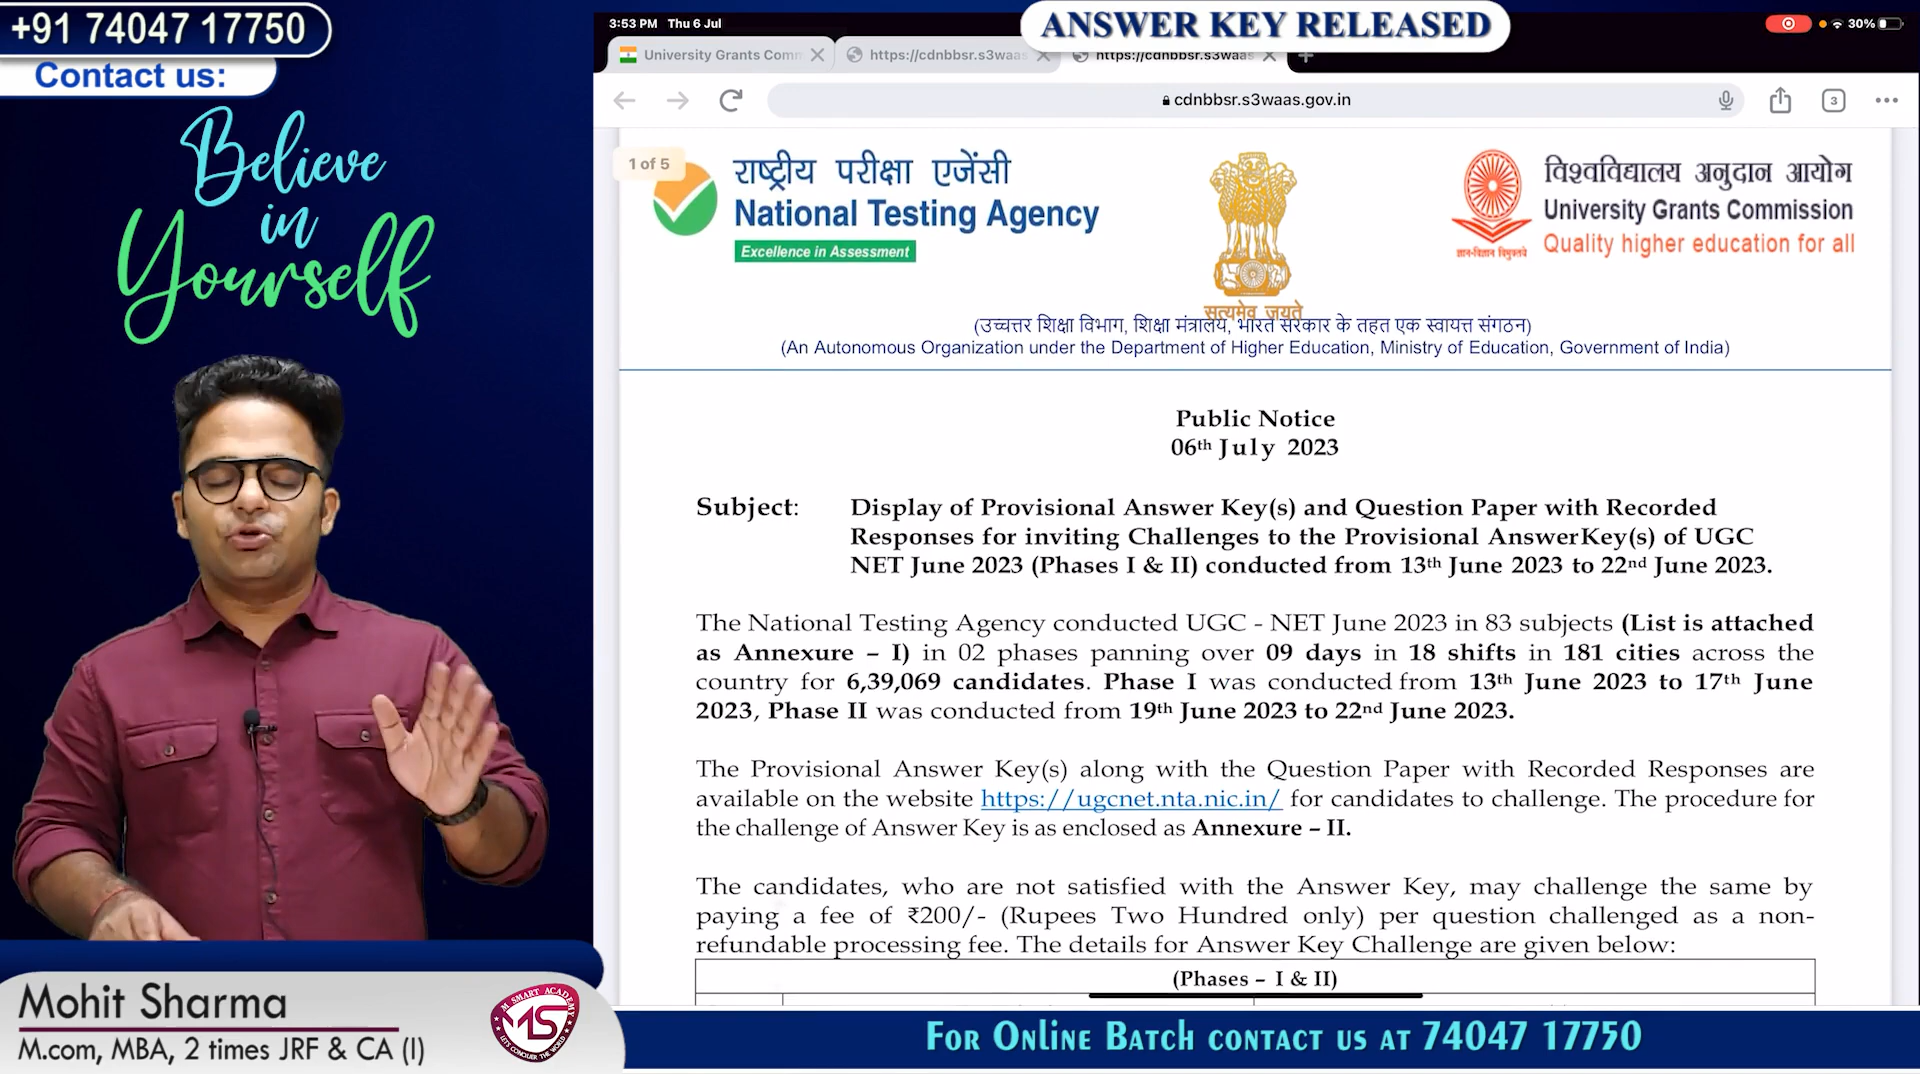 +91 74047 17750
Contact us:
Believe
in
Yourself
3:53 PM Thu 6 Jul
ANSWER KEY RELEASED
30%
University Grants Com
https://cdnbbsr.s3waas
https://cdnbbsr.s3waas
cdnbbsr.s3waas.gov.in
3
1 of 5
राष्ट्रीय परीक्षा एजेंसी
National Testing Agency
Excellence in Assessment
सत्यमेव जयते
विश्वविद्यालय अनुदान आयोग
University Grants Commission
Quality higher education for all
ज्ञान-विज्ञान विमुक्तये
(उच्चत्तर शिक्षा विभाग, शिक्षा मंत्रालय, भारत सरकार के तहत एक स्वायत्त संगठन)
(An Autonomous Organization under the Department of Higher Education, Ministry of Education, Government of India)
Public Notice
06th July 2023
Subject: Display of Provisional Answer Key(s) and Question Paper with Recorded
Responses for inviting Challenges to the Provisional AnswerKey(s) of UGC
NET June 2023 (Phases I & II) conducted from 13th June 2023 to 22nd June 2023.
The National Testing Agency conducted UGC - NET June 2023 in 83 subjects (List is attached
as Annexure – I) in 02 phases panning over 09 days in 18 shifts in 181 cities across the
country for 6,39,069 candidates. Phase I was conducted from 13th June 2023 to 17th June
2023, Phase II was conducted from 19th June 2023 to 22nd June 2023.
The Provisional Answer Key(s) along with the Question Paper with Recorded Responses are
available on the website https://ugcnet.nta.nic.in/ for candidates to challenge. The procedure for
the challenge of Answer Key is as enclosed as Annexure – II.
The candidates, who are not satisfied with the Answer Key, may challenge the same by
paying a fee of ₹200/- (Rupees Two Hundred only) per question challenged as a non-
refundable processing fee. The details for Answer Key Challenge are given below:
(Phases – I & II)
Mohit Sharma
M.com, MBA, 2 times JRF & CA (I)
M SMART ACADEMY
MS
LET'S CONQUER THE WORLD
For Online Batch contact us at 74047 17750